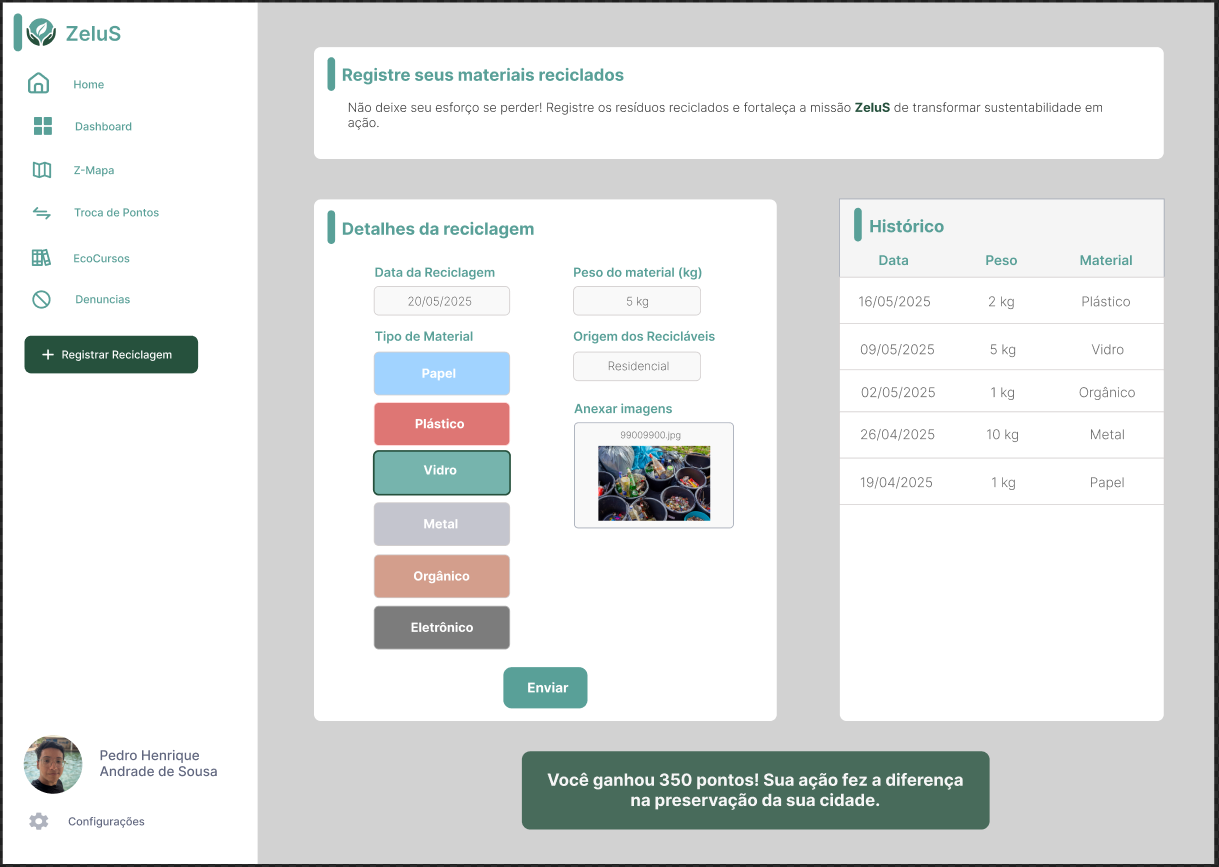 ZeluS
Home
Dashboard
Z-Mapa
Troca de Pontos
EcoCursos
Denuncias
Registrar Reciclagem
Pedro Henrique
Andrade de Sousa
Configurações
Registre seus materiais reciclados
Não deixe seu esforço se perder! Registre os resíduos reciclados e fortaleça a missão ZeluS de transformar sustentabilidade em
ação.
Detalhes da reciclagem
Data da Reciclagem
20/05/2025
Tipo de Material
Papel
Plástico
Vidro
Metal
Orgânico
Eletrônico
Peso do material (kg)
5 kg
Origem dos Recicláveis
Residencial
Anexar imagens
99009900.jpg
Enviar
Histórico
Data Peso Material
16/05/2025 2 kg Plástico
09/05/2025 5 kg Vidro
02/05/2025 1 kg Orgânico
26/04/2025 10 kg Metal
19/04/2025 1 kg Papel
Você ganhou 350 pontos! Sua ação fez a diferença
na preservação da sua cidade.